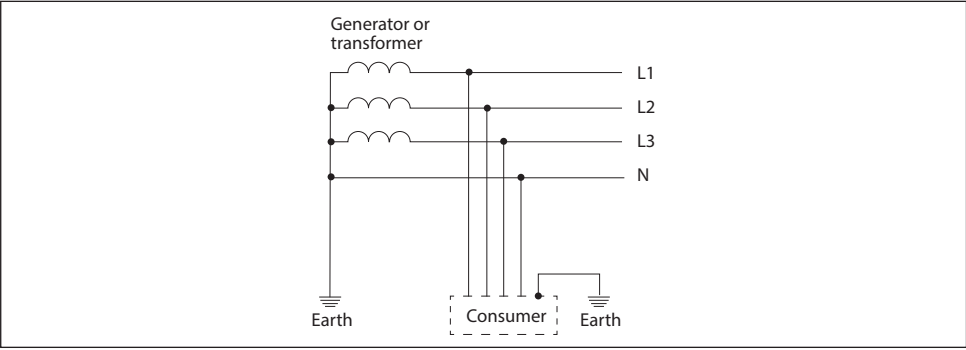 Generator or
transformer
L1
L2
L3
N
Earth
Consumer
Earth